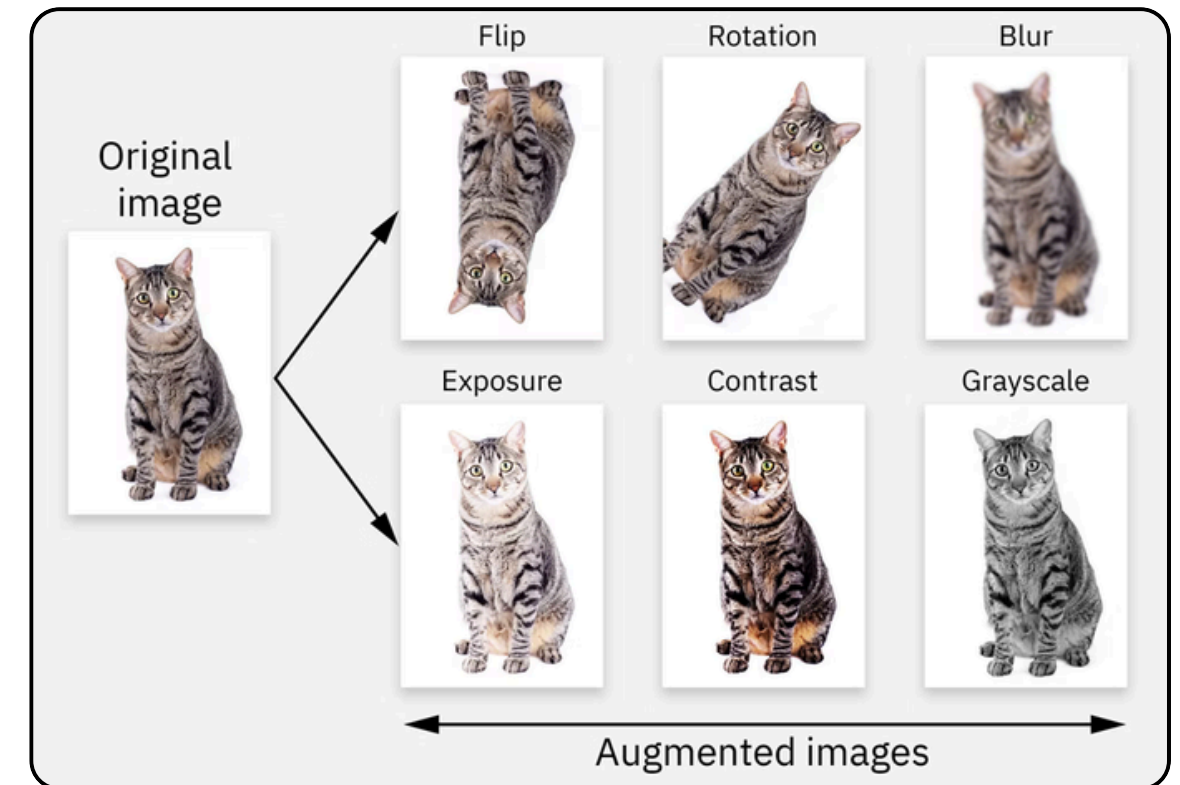 Original
image
Flip
Rotation
Blur
Exposure
Contrast
Grayscale
Augmented images